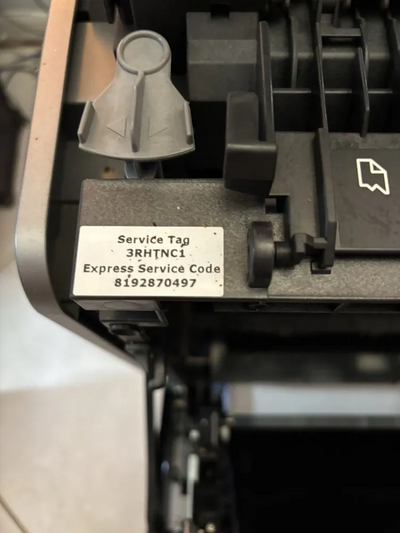 Service Tag
3RHTNC1
Express Service Code
8192870497